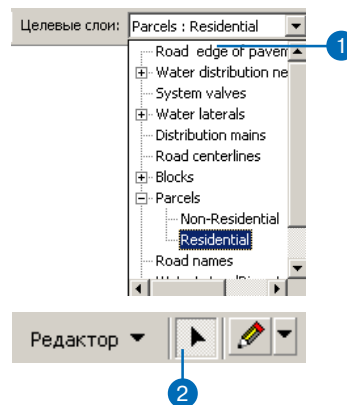 Целевые слои: Parcels : Residential
1
Road edge of pavem
Water distribution ne
System valves
Water laterals
Distribution mains
Road centerlines
Blocks
Parcels
Non-Residential
Residential
Road names
Редактор
2